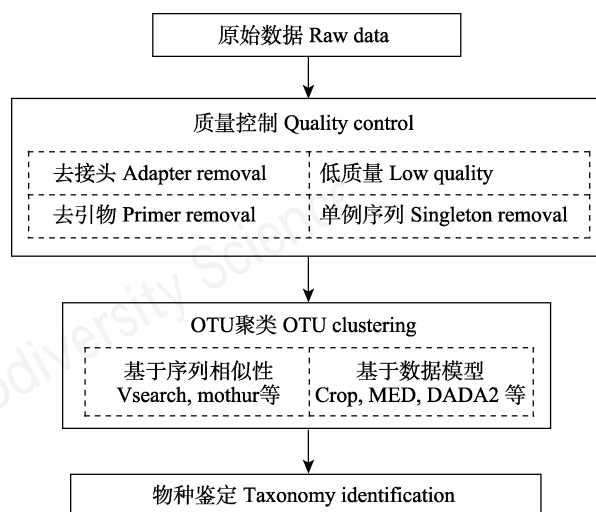 原始数据 Raw data
质量控制 Quality control
去接头 Adapter removal
低质量 Low quality
去引物 Primer removal
单例序列 Singleton removal
OTU聚类 OTU clustering
基于序列相似性
Vsearch, mothur等
基于数据模型
Crop, MED, DADA2 等
物种鉴定 Taxonomy identification